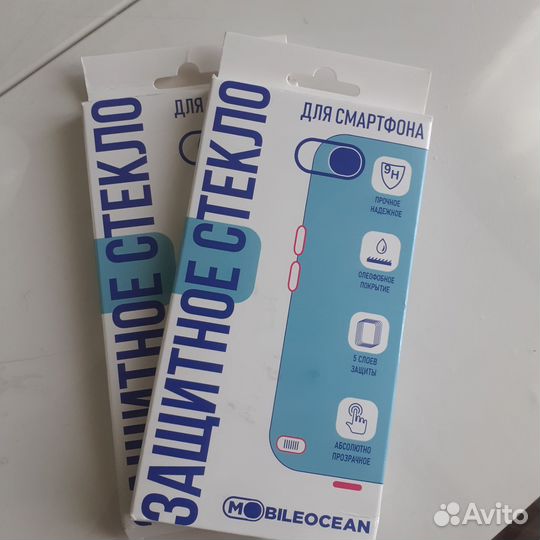 ЗАЩИТНОЕ СТЕКЛО
ДЛЯ
ЗАЩИТНОЕ СТЕКЛО
ДЛЯ СМАРТФОНА
9H
ПРОЧНОЕ
НАДЕЖНОЕ
ОЛЕОФОБНОЕ
ПОКРЫТИЕ
5 СЛОЕВ
ЗАЩИТЫ
АБСОЛЮТНО
ПРОЗРАЧНОЕ
MOBILEOCEAN
Avito